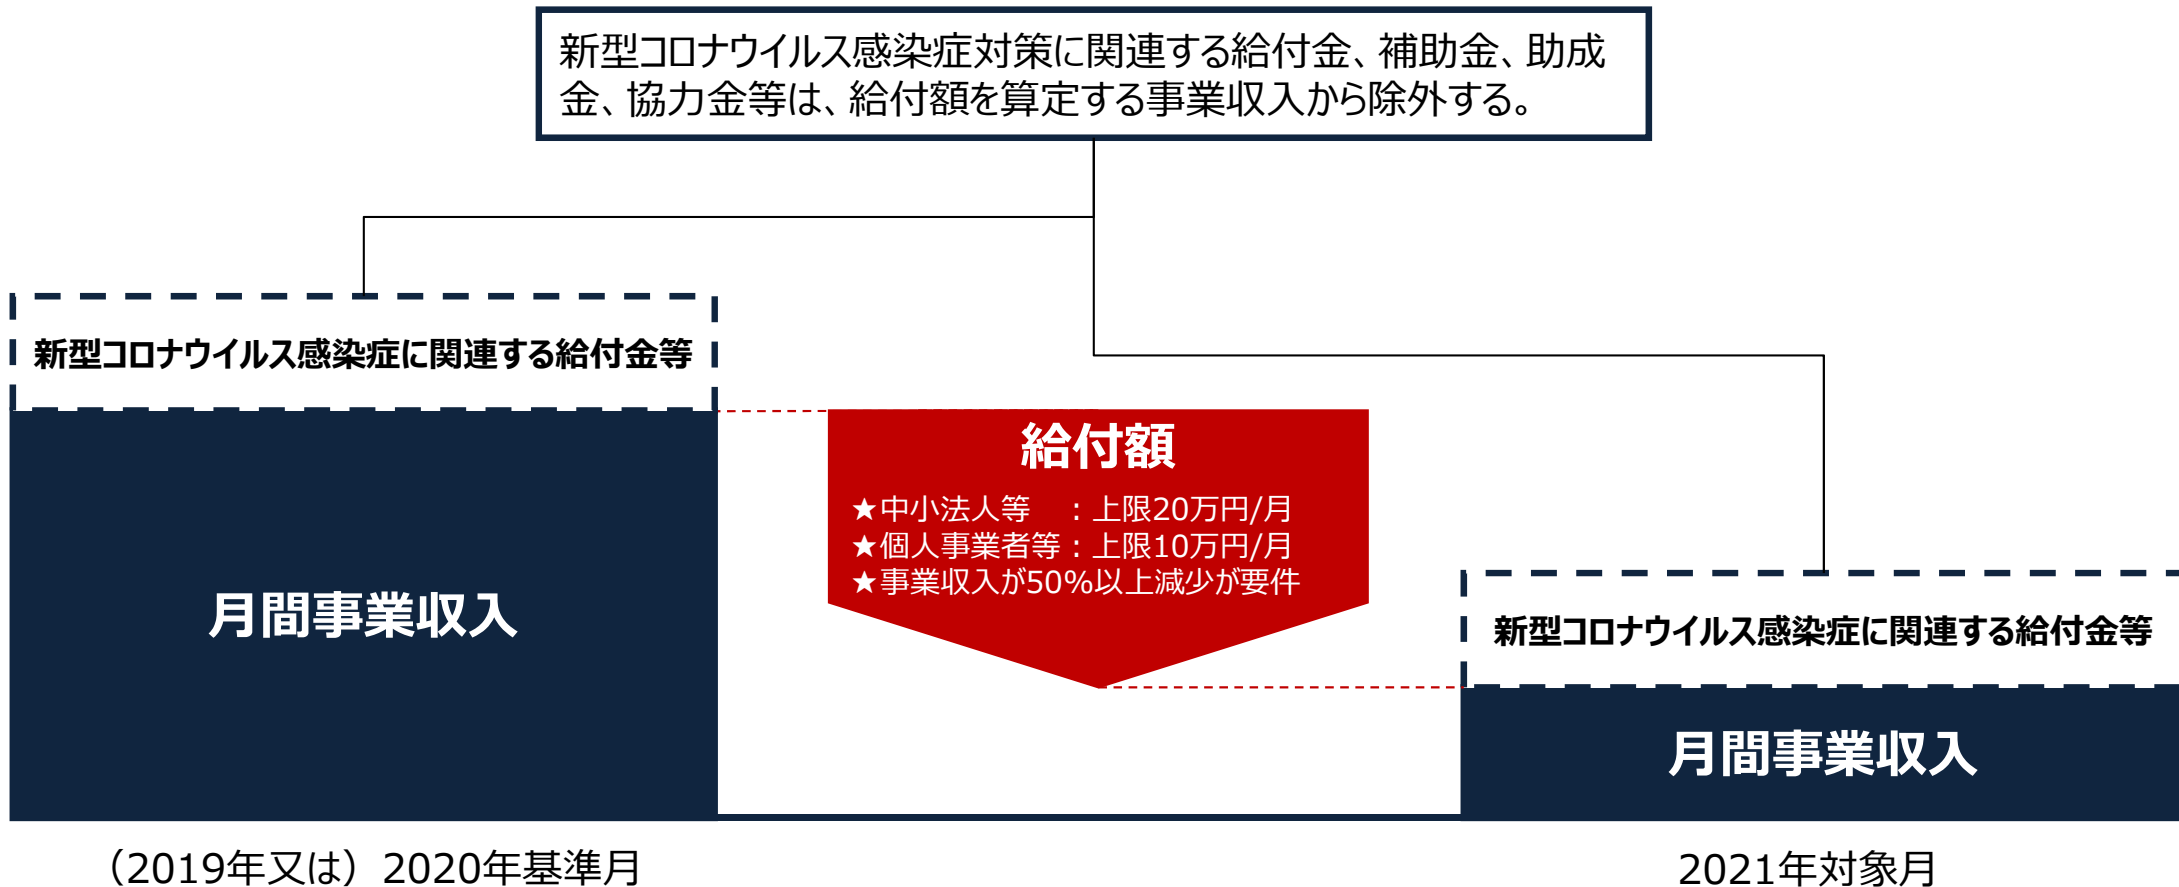 新型コロナウイルス感染症対策に関連する給付金、補助金、助成
金、協力金等は、給付額を算定する事業収入から除外する。
新型コロナウイルス感染症に関連する給付金等
給付額
★中小法人等　：上限20万円/月
★個人事業者等：上限10万円/月
★事業収入が50%以上減少が要件
月間事業収入
新型コロナウイルス感染症に関連する給付金等
月間事業収入
（2019年又は）2020年基準月
2021年対象月